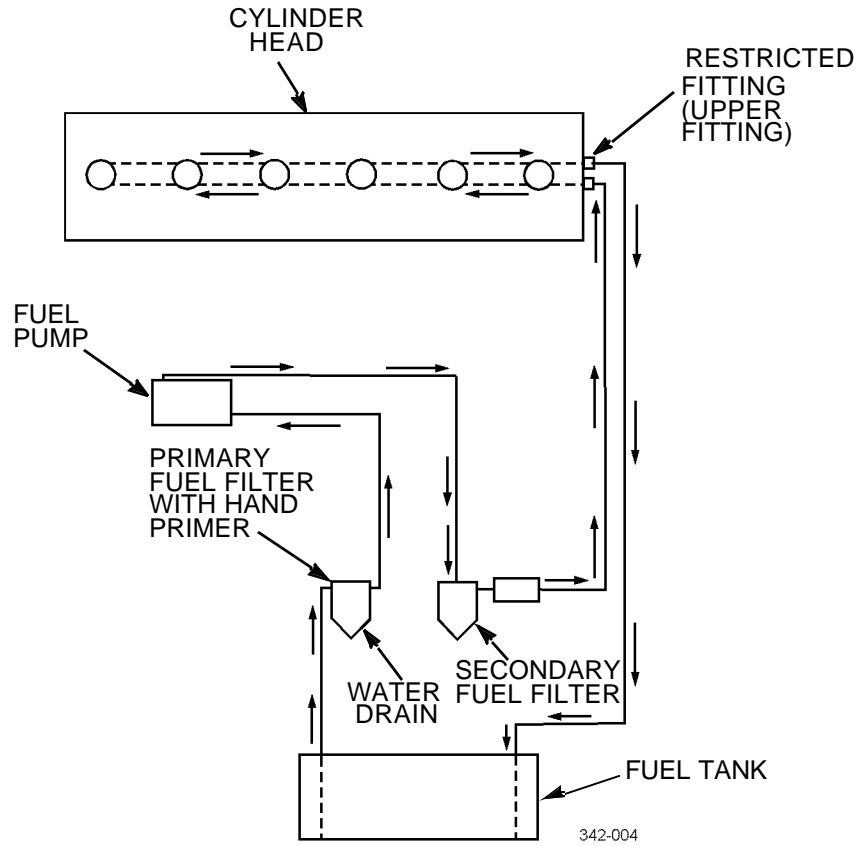 CYLINDER
HEAD
RESTRICTED
FITTING
(UPPER
FITTING)
FUEL
PUMP
PRIMARY
FUEL FILTER
WITH HAND
PRIMER
WATER
DRAIN
SECONDARY
FUEL FILTER
FUEL TANK
342-004